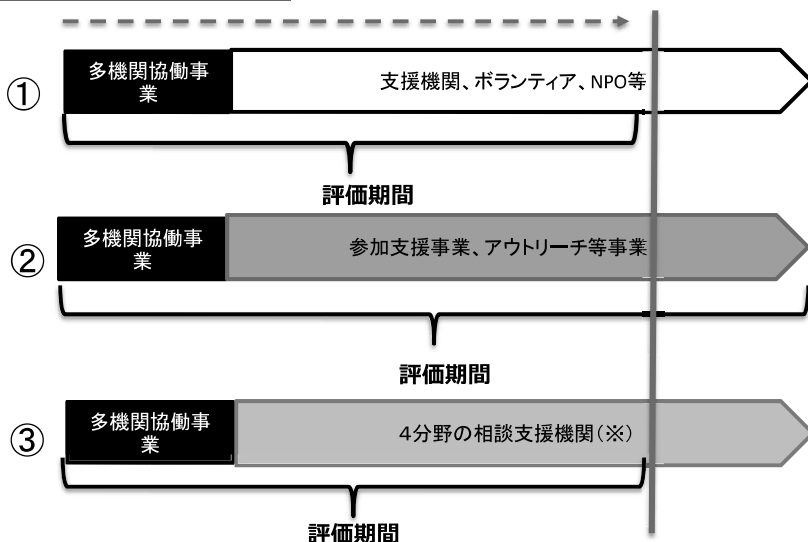 ①
多機関協働事
業
支援機関、ボランティア、NPO等
評価期間
②
多機関協働事
業
参加支援事業、アウトリーチ等事業
評価期間
③
多機関協働事
業
4分野の相談支援機関(※)
評価期間